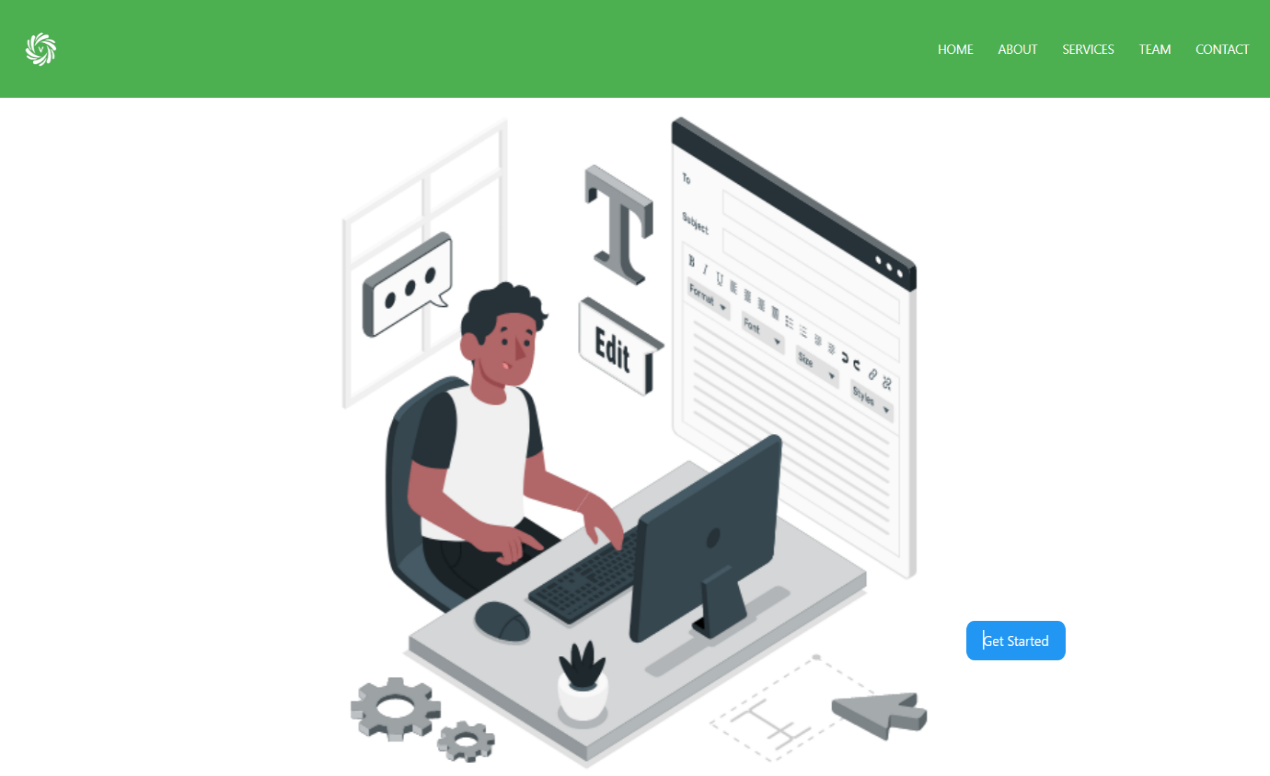 V
HOME ABOUT SERVICES TEAM CONTACT
T
To
Subject
B I U
Format Font Size Styles
Edit
Get Started
H